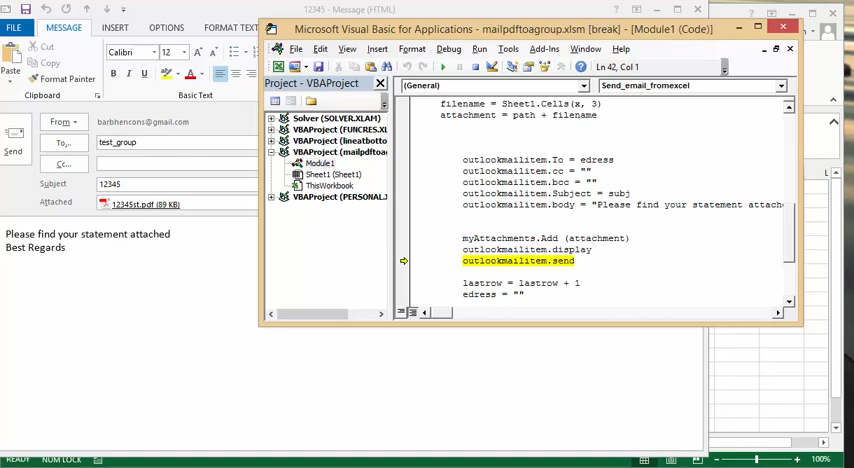 12345 - Message (HTML)
FILE MESSAGE INSERT OPTIONS FORMAT TEXT
Paste
Cut
Copy
Format Painter
Clipboard
Calibri 12
B I U
Basic Text
Send
From barbhencons@gmail.com
To... test_group
Cc...
Subject 12345
Attached 12345st.pdf (89 KB)
Please find your statement attached
Best Regards
Microsoft Visual Basic for Applications - mailpdftoagroup.xlsm [break] - [Module1 (Code)]
File Edit View Insert Format Debug Run Tools Add-Ins Window Help
Ln 42, Col 1
Project - VBAProject
Solver (SOLVER.XLAM)
VBAProject (FUNCRES.XL
VBAProject (lineatbotto
VBAProject (mailpdftoag
Module1
Sheet1 (Sheet1)
ThisWorkbook
VBAProject (PERSONAL.X
(General) Send_email_fromexcel
filename = Sheet1.Cells(x, 3)
attachment = path + filename
outlookmailitem.To = edress
outlookmailitem.cc = ""
outlookmailitem.bcc = ""
outlookmailitem.Subject = subj
outlookmailitem.body = "Please find your statement attach
myAttachments.Add (attachment)
outlookmailitem.display
outlookmailitem.send
lastrow = lastrow + 1
edress = ""
L
READY NUM LOCK 100%